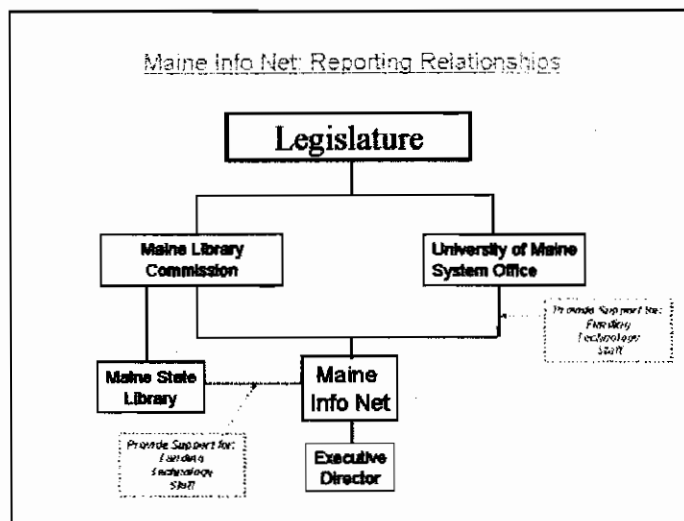 Maine Info Net: Reporting Relationships
Legislature
Maine Library
Commission
University of Maine
System Office
Provide Support for:
Funding
Technology
Staff
Maine State
Library
Maine
Info Net
Provide Support for:
Funding
Technology
Staff
Executive
Director